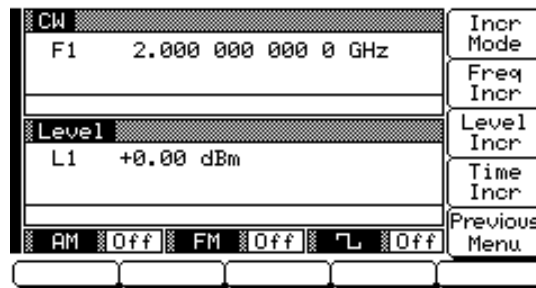 CW
F1 2.000 000 000 0 GHz
Level
L1 +0.00 dBm
AM Off FM Off Off
Incr
Mode
Freq
Incr
Level
Incr
Time
Incr
Previous
Menu